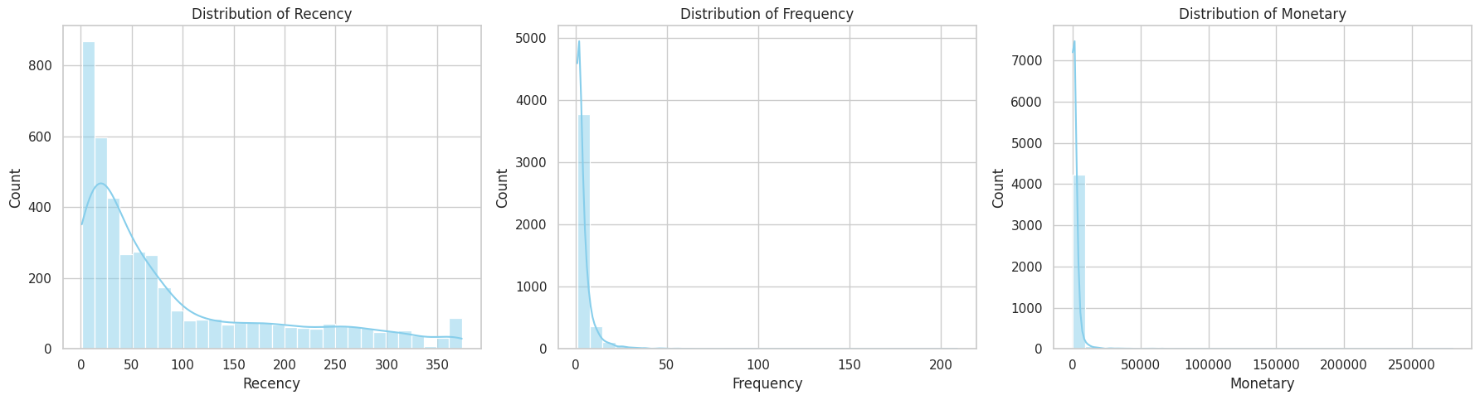 Distribution of Recency
Count
800
600
400
200
0
0 50 100 150 200 250 300 350
Recency
Distribution of Frequency
Count
5000
4000
3000
2000
1000
0
0 50 100 150 200
Frequency
Distribution of Monetary
Count
7000
6000
5000
4000
3000
2000
1000
0
0 50000 100000 150000 200000 250000
Monetary